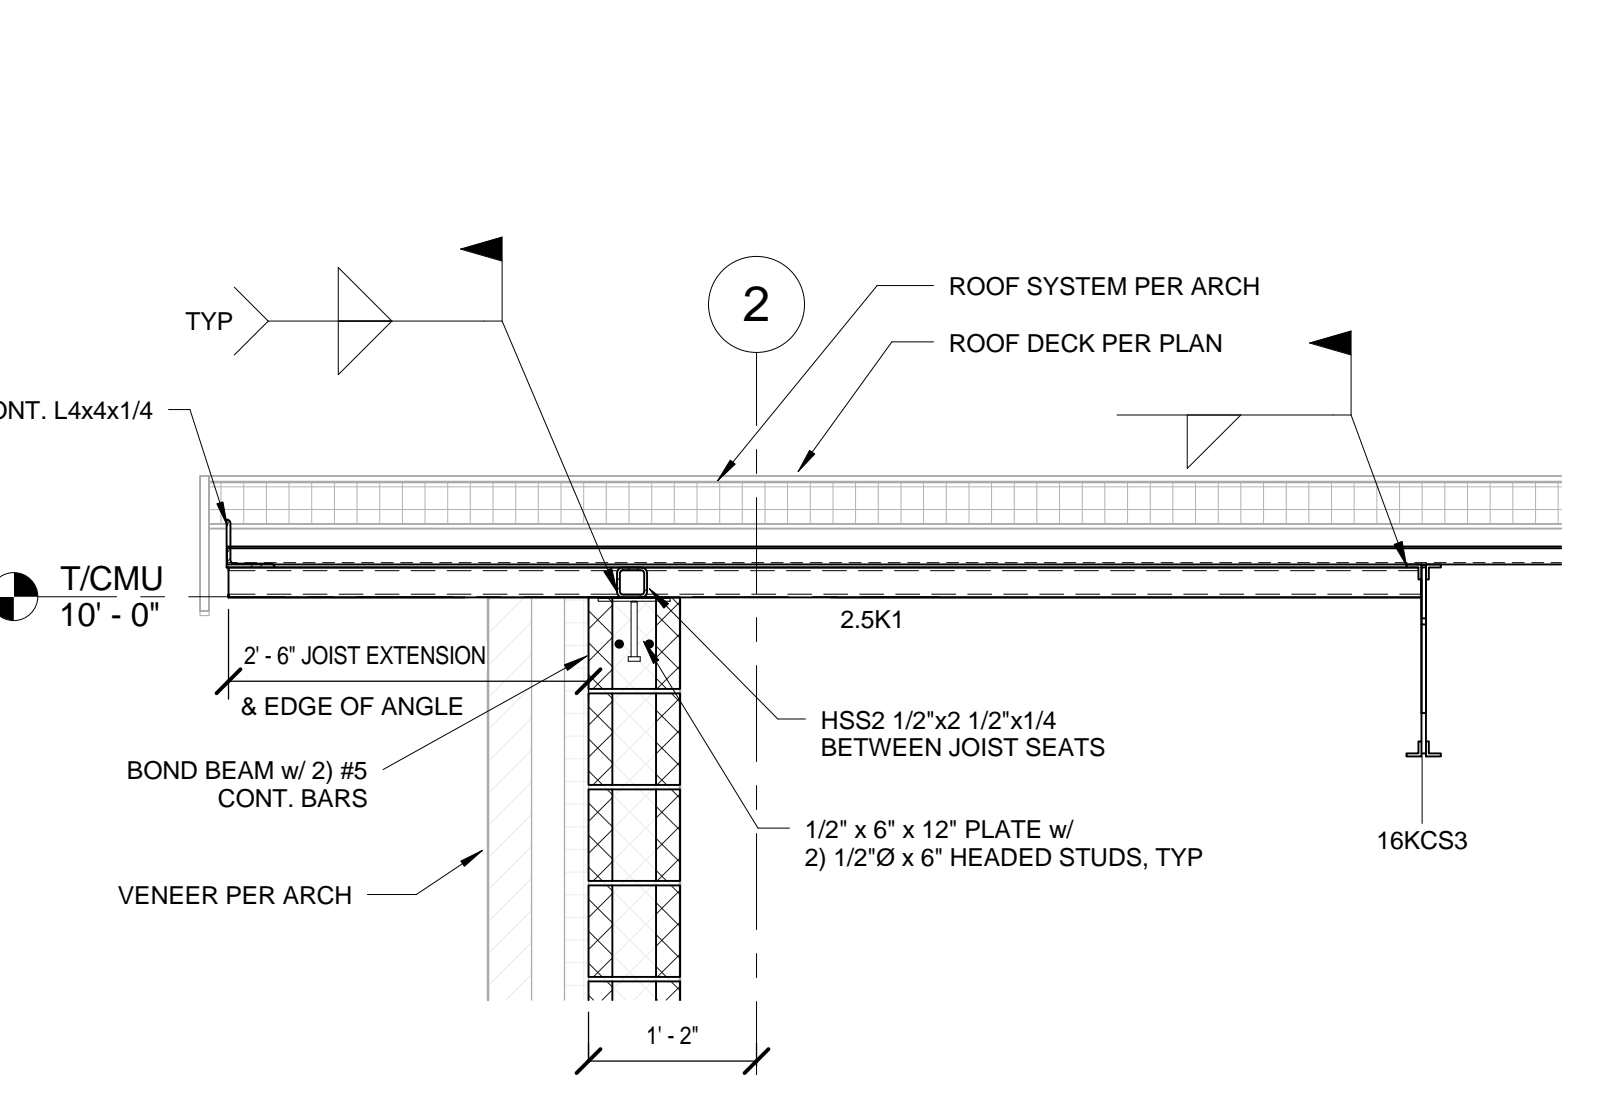 2
ROOF SYSTEM PER ARCH
TYP
ROOF DECK PER PLAN
ONT. L4x4x1/4
T/CMU
10' - 0"
2.5K1
2' - 6" JOIST EXTENSION
& EDGE OF ANGLE
HSS2 1/2"x2 1/2"x1/4
BETWEEN JOIST SEATS
BOND BEAM w/ 2) #5
CONT. BARS
1/2" x 6" x 12" PLATE w/
2) 1/2"Ø x 6" HEADED STUDS, TYP
16KCS3
VENEER PER ARCH
1' - 2"